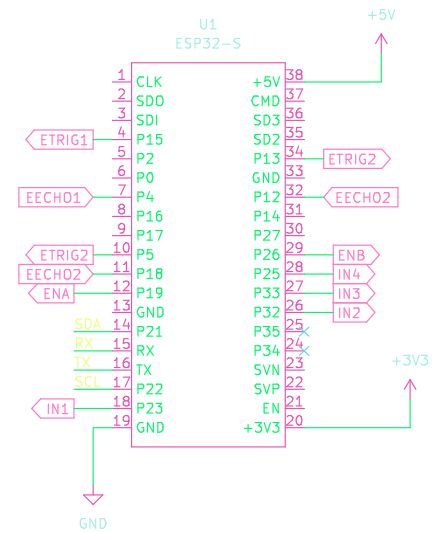 +5V
U1
ESP32-S
1 CLK +5V 38
2 SDO CMD 37
3 SDI SD3 36
ETRIG1 4 P15 SD2 35
5 P2 P13 34 ETRIG2
6 P0 GND 33
EECHO1 7 P4 P12 32 EECHO2
8 P16 P14 31
9 P17 P27 30
ETRIG2 10 P5 P26 29 ENB
EECHO2 11 P18 P25 28 IN4
ENA 12 P19 P33 27 IN3
13 GND P32 26 IN2
SDA 14 P21 P35 25
RX 15 RX P34 24
TX 16 TX SVN 23
+3V3
SCL 17 P22 SVP 22
IN1 18 P23 EN 21
19 GND +3V3 20
GND